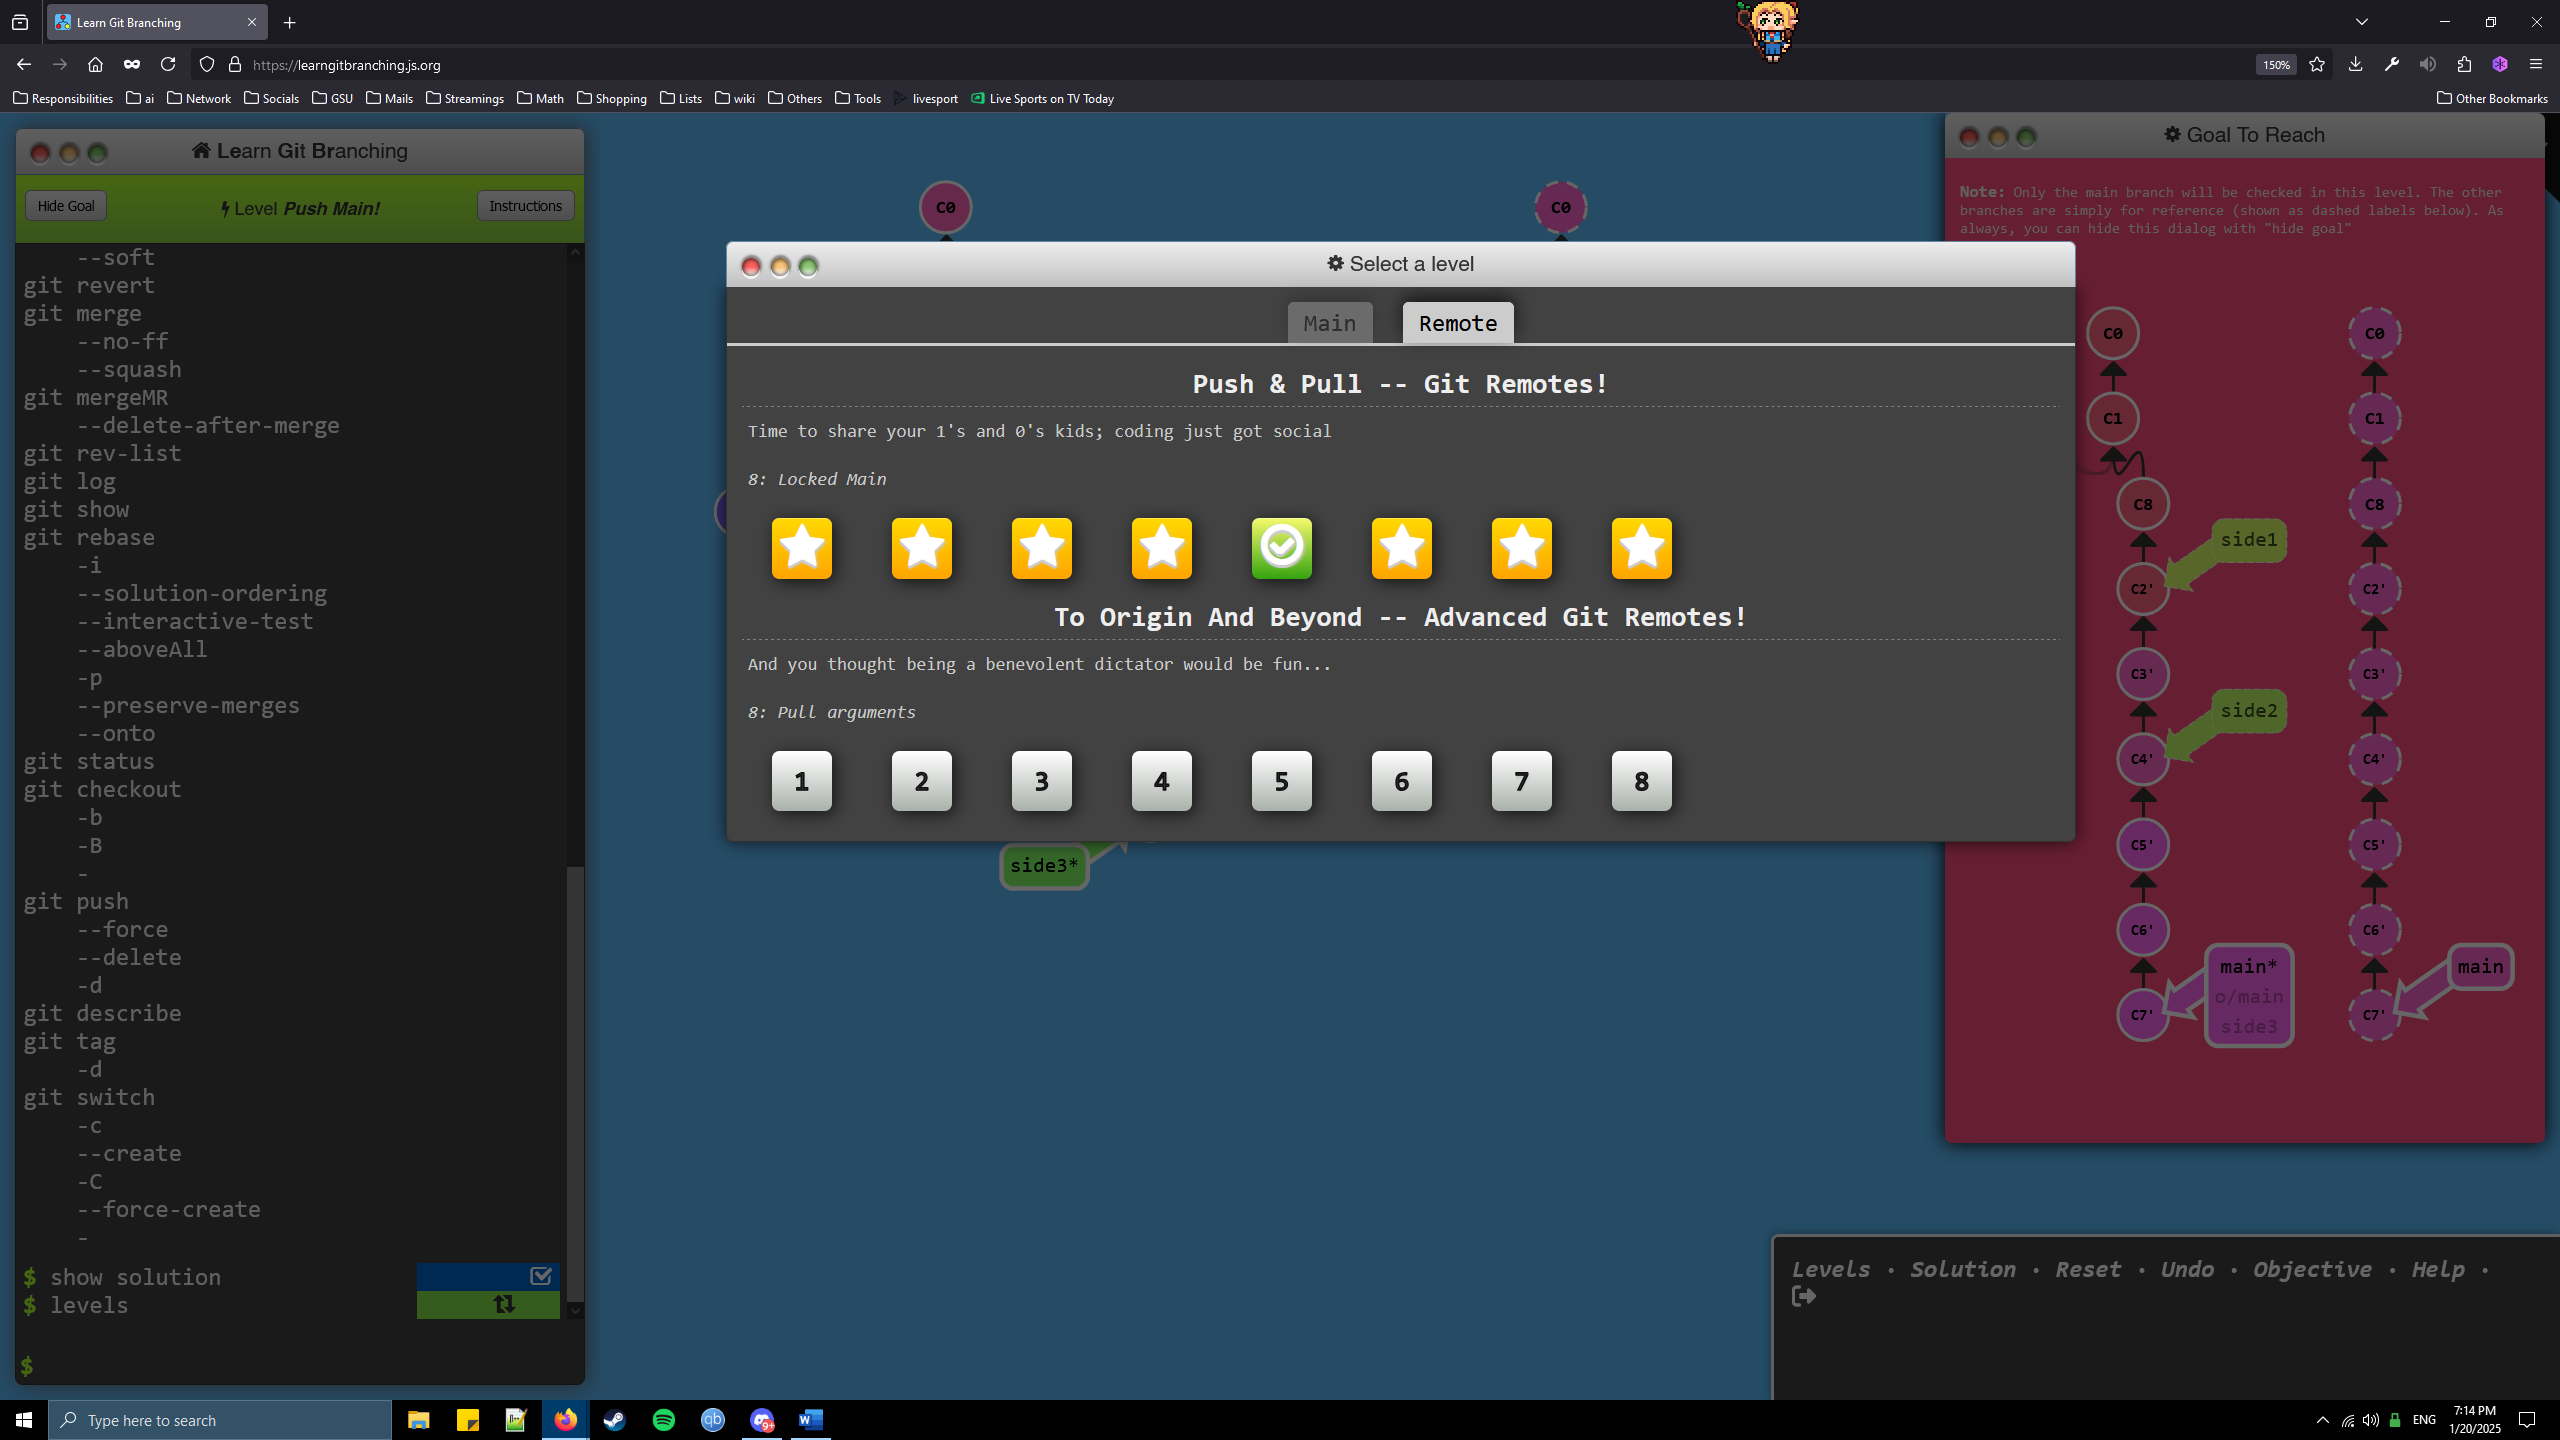 Learn Git Branching
https://learngitbranching.js.org
150%
Responsibilities
ai
Network
Socials
GSU
Mails
Streamings
Math
Shopping
Lists
wiki
Others
Tools
livesport
Live Sports on TV Today
Other Bookmarks
Learn Git Branching
Hide Goal
Level Push Main!
Instructions
--soft
git revert
git merge
--no-ff
--squash
git mergeMR
--delete-after-merge
git rev-list
git log
git show
git rebase
-i
--solution-ordering
--interactive-test
--aboveAll
-p
--preserve-merges
--onto
git status
git checkout
-b
-B
-
git push
--force
--delete
-d
git describe
git tag
-d
git switch
-c
--create
-C
--force-create
-
$ show solution
$ levels
$
C0
C0
side3*
Select a level
Main
Remote
Push & Pull -- Git Remotes!
Time to share your 1's and 0's kids; coding just got social
8: Locked Main
To Origin And Beyond -- Advanced Git Remotes!
And you thought being a benevolent dictator would be fun...
8: Pull arguments
1 2 3 4 5 6 7 8
Goal To Reach
Note: Only the main branch will be checked in this level. The other
branches are simply for reference (shown as dashed labels below). As
always, you can hide this dialog with "hide goal"
C0
C0
C1
C1
C8
C8
side1
C2'
C2'
C3'
C3'
side2
C4'
C4'
C5'
C5'
C6'
C6'
main*
o/main
side3
main
C7'
C7'
Levels • Solution • Reset • Undo • Objective • Help •
Type here to search
qb
9+
W
ENG
7:14 PM
1/20/2025